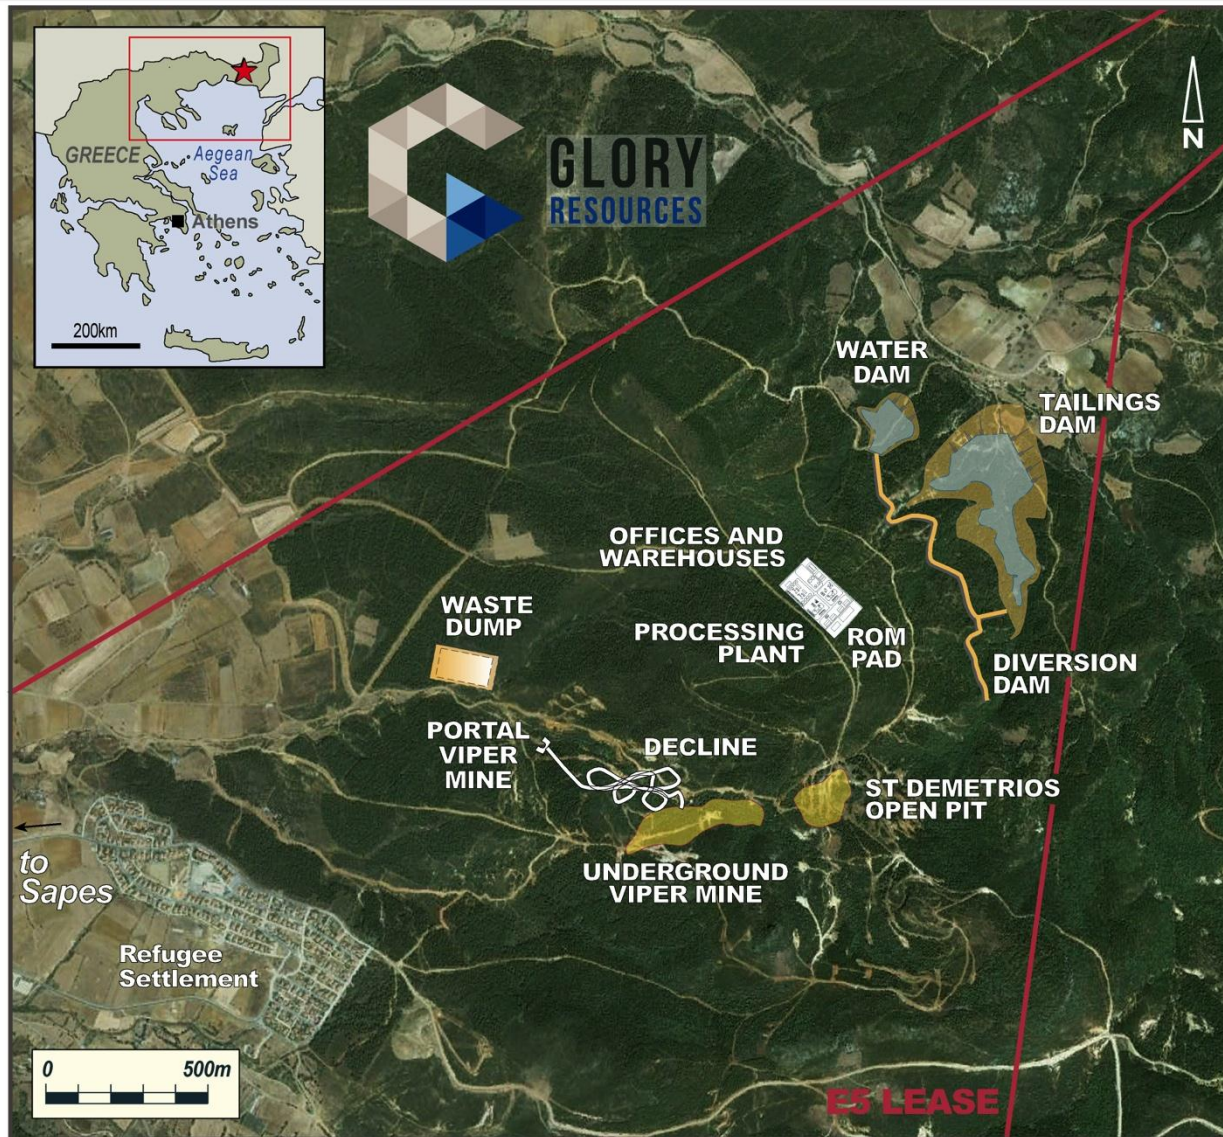 GREECE
Aegean
Sea
Athens
200km
GLORY
RESOURCES
N
WATER
DAM
TAILINGS
DAM
OFFICES AND
WAREHOUSES
WASTE
DUMP
PROCESSING
PLANT
ROM
PAD
DIVERSION
DAM
PORTAL
VIPER
MINE
DECLINE
ST DEMETRIOS
OPEN PIT
UNDERGROUND
VIPER MINE
to
Sapes
Refugee
Settlement
0 500m
E5 LEASE